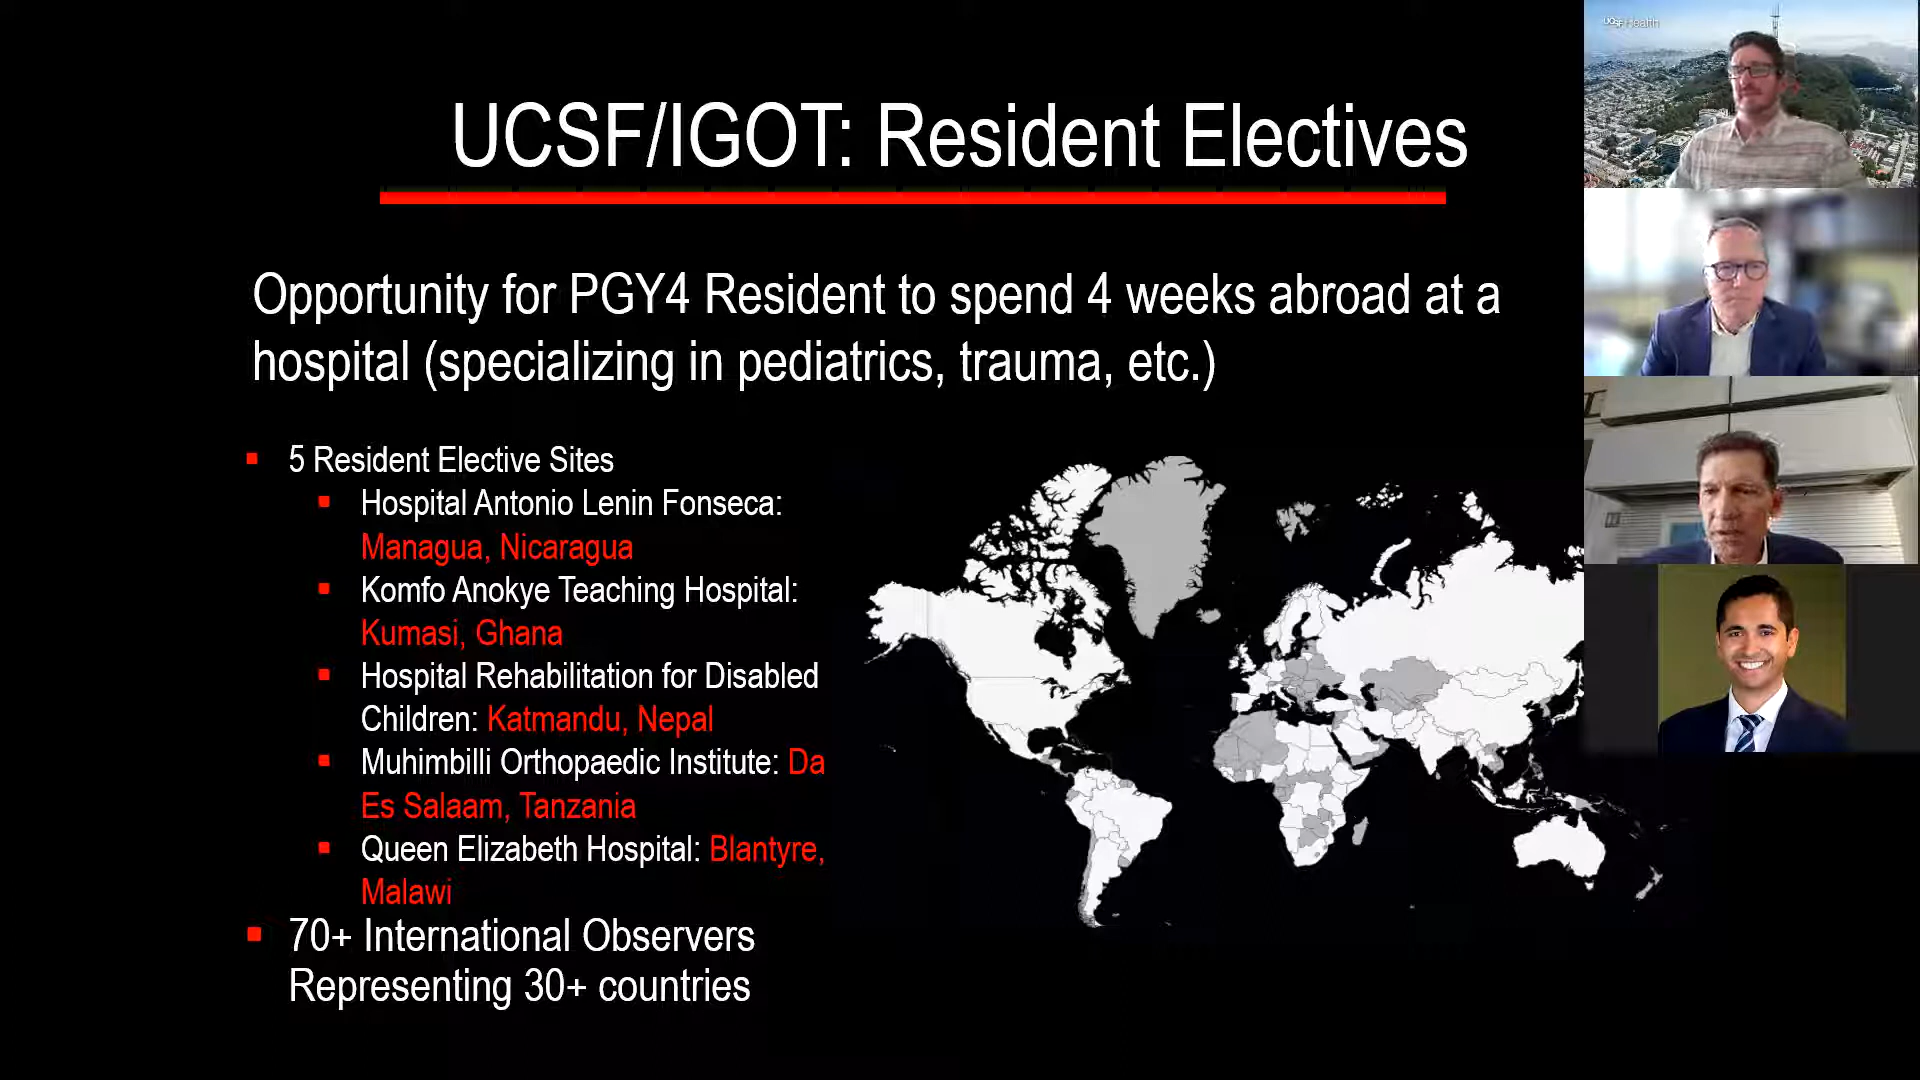 UCSF Health
UCSF/IGOT: Resident Electives
Opportunity for PGY4 Resident to spend 4 weeks abroad at a
hospital (specializing in pediatrics, trauma, etc.)
5 Resident Elective Sites
Hospital Antonio Lenin Fonseca:
Managua, Nicaragua
Komfo Anokye Teaching Hospital:
Kumasi, Ghana
Hospital Rehabilitation for Disabled
Children: Katmandu, Nepal
Muhimbilli Orthopaedic Institute: Da
Es Salaam, Tanzania
Queen Elizabeth Hospital: Blantyre,
Malawi
70+ International Observers
Representing 30+ countries